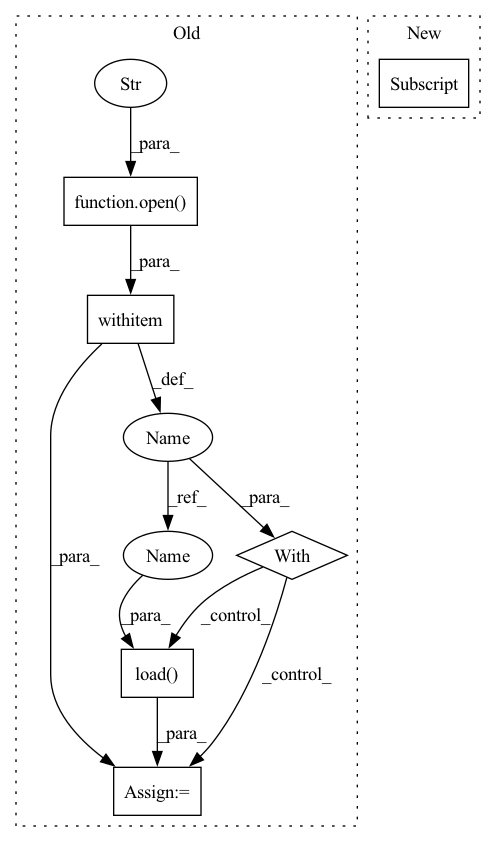 Old
New
Str
Subscript
_para_
function.open()
_para_
withitem
_def_
Name
_ref_
_para_
_para_
Name
With
_para_
_control_
load()
_control_
_para_
Assign:=